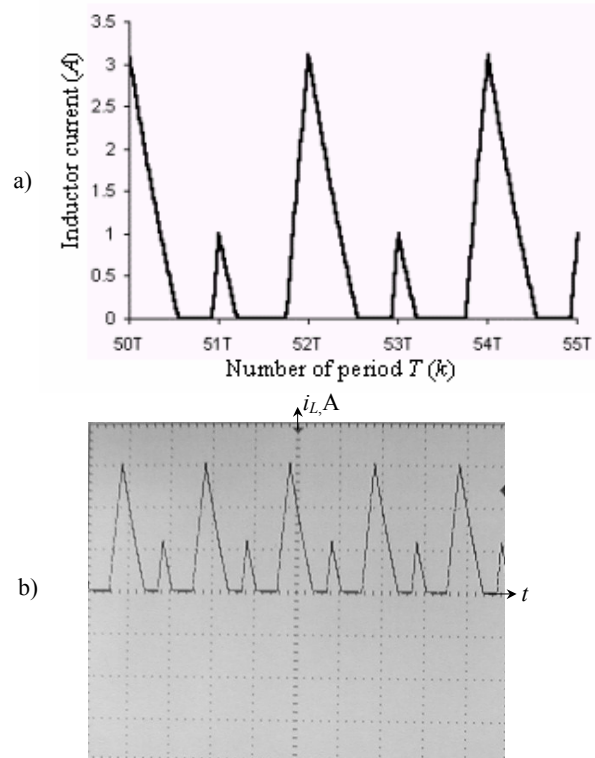 a)
Inductor current (A)
3.5
3
2.5
2
1.5
1
0.5
0
50T 51T 52T 53T 54T 55T
Number of period T (k)
b)
iL,A
t